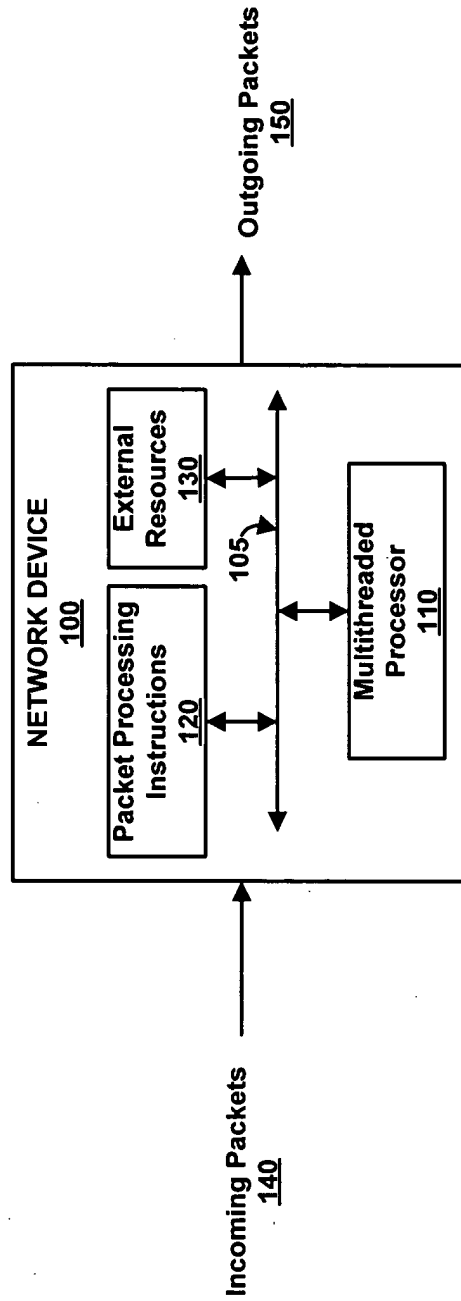 NETWORK DEVICE
100
Packet Processing
Instructions
120
External
Resources
130
105
Multithreaded
Processor
110
Incoming Packets
140
Outgoing Packets
150